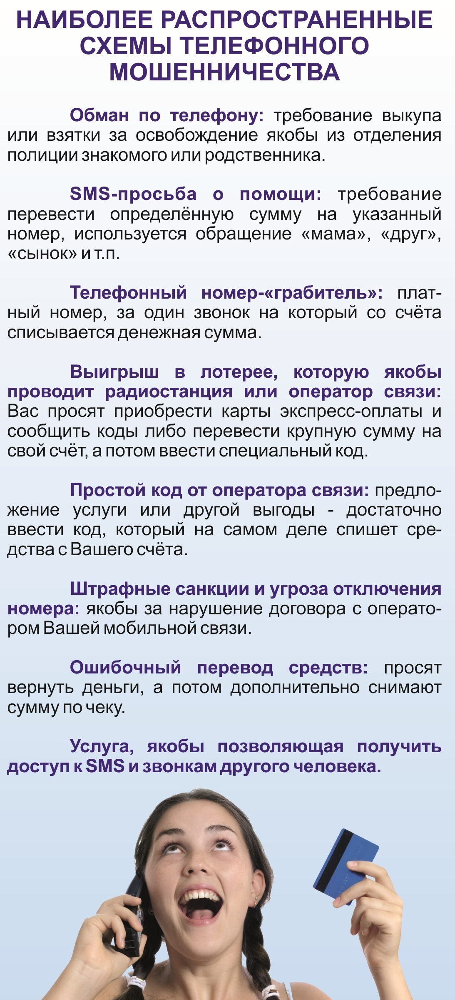 НАИБОЛЕЕ РАСПРОСТРАНЕННЫЕ
СХЕМЫ ТЕЛЕФОННОГО
МОШЕННИЧЕСТВА
Обман по телефону: требование выкупа
или взятки за освобождение якобы из отделения
полиции знакомого или родственника.
SMS-просьба о помощи: требование
перевести определённую сумму на указанный
номер, используется обращение «мама», «друг»,
«сынок» и т.п.
Телефонный номер-«грабитель»: плат-
ный номер, за один звонок на который со счёта
списывается денежная сумма.
Выигрыш в лотерее, которую якобы
проводит радиостанция или оператор связи:
Вас просят приобрести карты экспресс-оплаты и
сообщить коды либо перевести крупную сумму на
свой счёт, а потом ввести специальный код.
Простой код от оператора связи: предло-
жение услуги или другой выгоды - достаточно
ввести код, который на самом деле спишет сре-
дства с Вашего счёта.
Штрафные санкции и угроза отключения
номера: якобы за нарушение договора с операто-
ром Вашей мобильной связи.
Ошибочный перевод средств: просят
вернуть деньги, а потом дополнительно снимают
сумму по чеку.
Услуга, якобы позволяющая получить
доступ к SMS и звонкам другого человека.